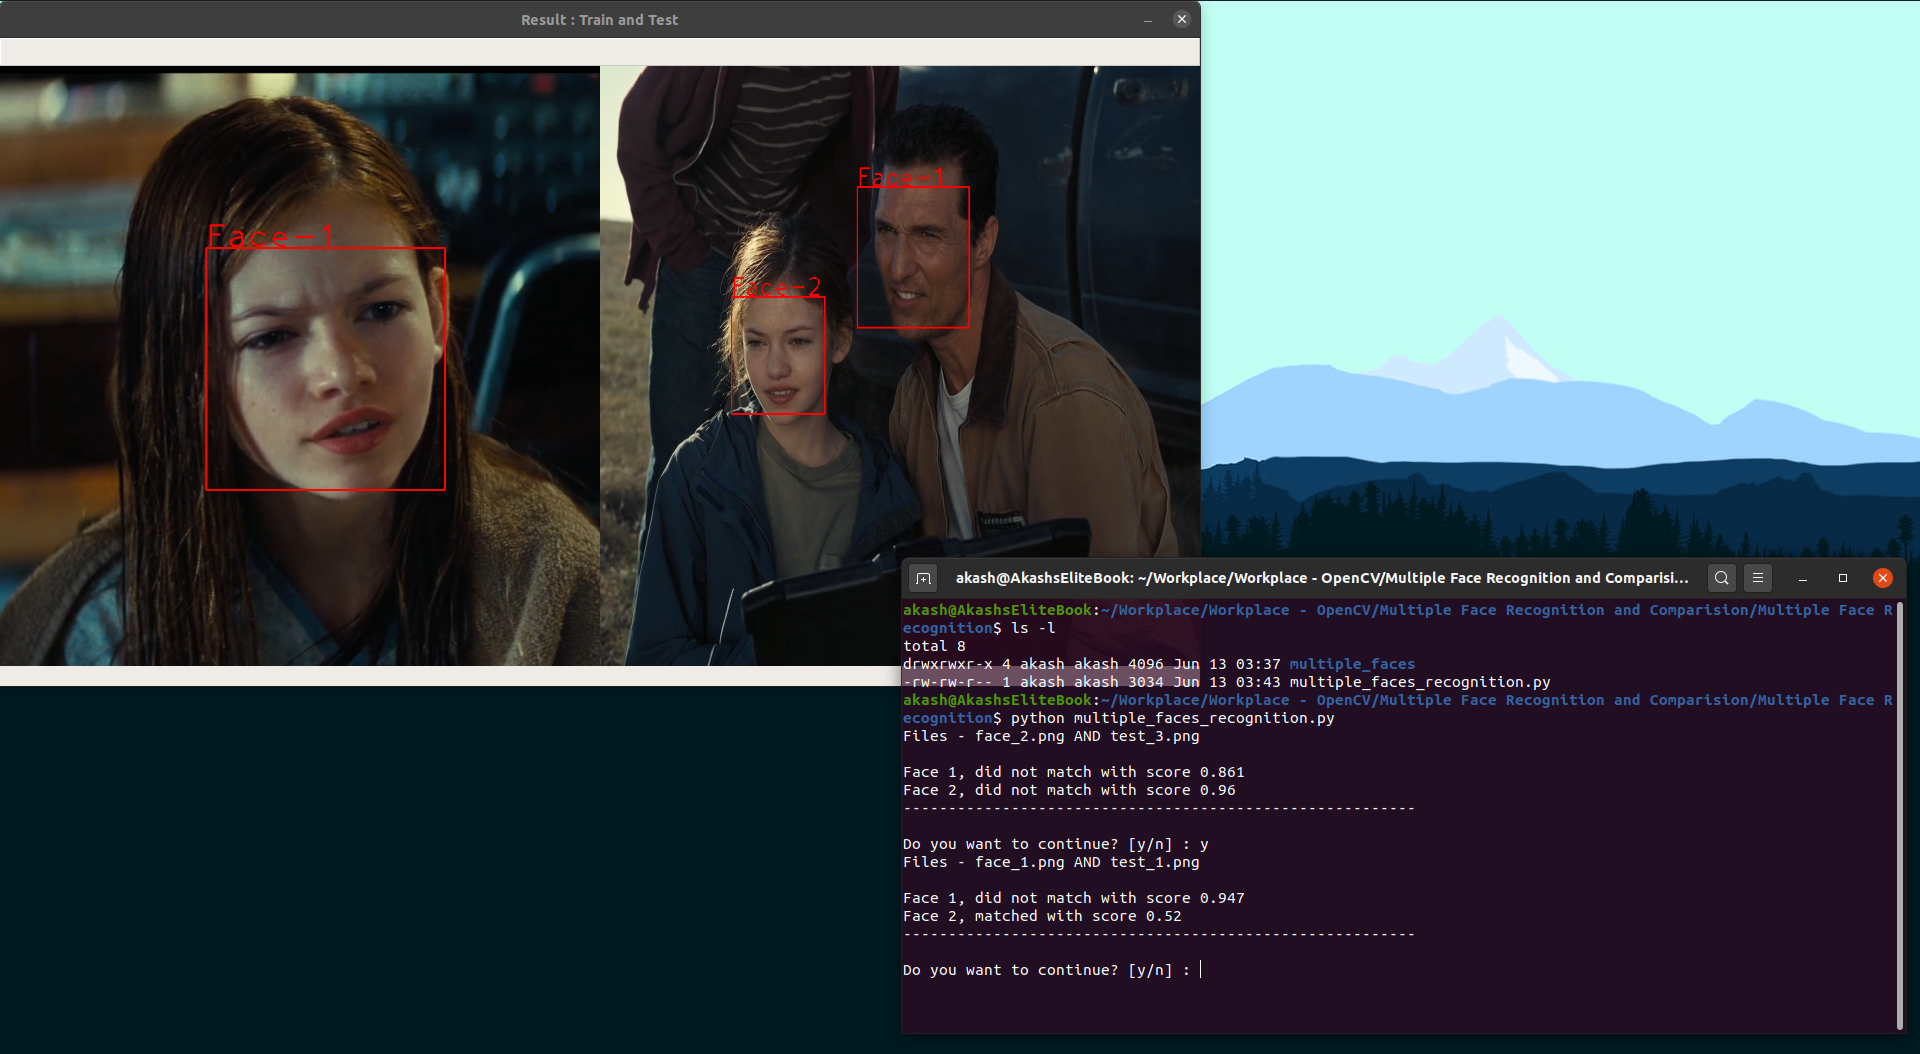 Result : Train and Test
Face-1
Face-1
Face-2
akash@AkashsEliteBook: ~/Workplace/Workplace - OpenCV/Multiple Face Recognition and Comparisi...
akash@AkashsEliteBook:~/Workplace/Workplace - OpenCV/Multiple Face Recognition and Comparision/Multiple Face R
ecognition$ ls -l
total 8
drwxrwxr-x 4 akash akash 4096 Jun 13 03:37 multiple_faces
-rw-rw-r-- 1 akash akash 3034 Jun 13 03:43 multiple_faces_recognition.py
akash@AkashsEliteBook:~/Workplace/Workplace - OpenCV/Multiple Face Recognition and Comparision/Multiple Face R
ecognition$ python multiple_faces_recognition.py
Files - face_2.png AND test_3.png
Face 1, did not match with score 0.861
Face 2, did not match with score 0.96
---------------------------------------------------------
Do you want to continue? [y/n] : y
Files - face_1.png AND test_1.png
Face 1, did not match with score 0.947
Face 2, matched with score 0.52
---------------------------------------------------------
Do you want to continue? [y/n] :